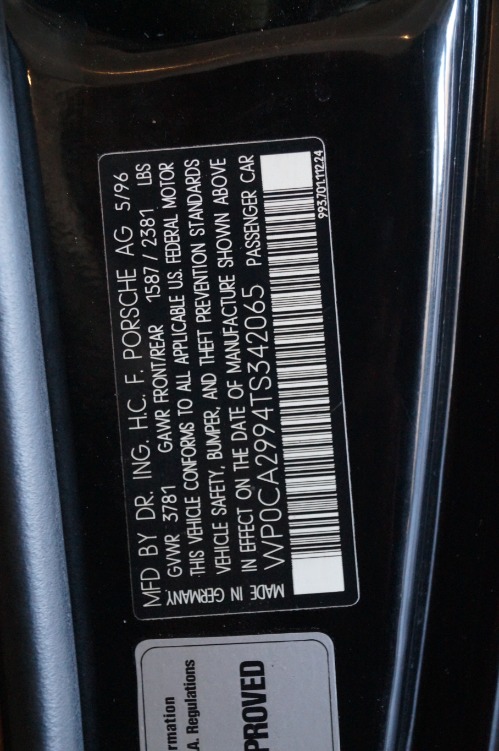 MFD BY DR. ING. H.C. F. PORSCHE AG 5/96
GVWR 3781 GAWR FRONT/REAR 1587 / 2381 LBS
THIS VEHICLE CONFORMS TO ALL APPLICABLE U.S. FEDERAL MOTOR
VEHICLE SAFETY, BUMPER, AND THEFT PREVENTION STANDARDS
IN EFFECT ON THE DATE OF MANUFACTURE SHOWN ABOVE
WP0CA2994TS342065 PASSENGER CAR
MADE IN GERMANY
993.701.112.24
rmation
A. Regulations
PROVED